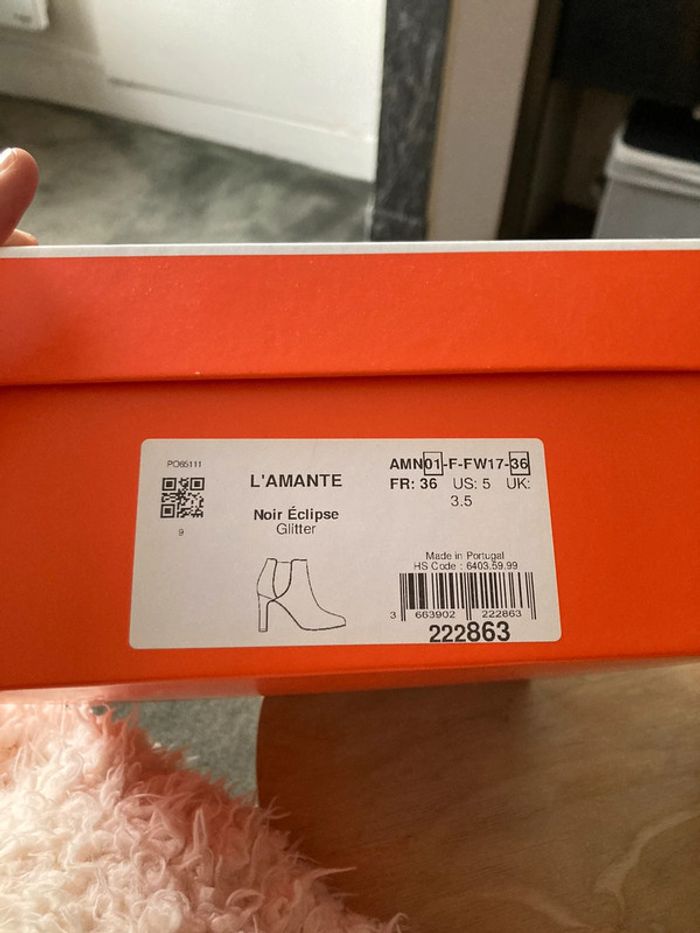 PO65111
9
L'AMANTE
Noir Éclipse
Glitter
AMN01-F-FW17-36
FR: 36 US: 5 UK:
3.5
Made in Portugal
HS Code : 6403.59.99
3 663902 222863
222863